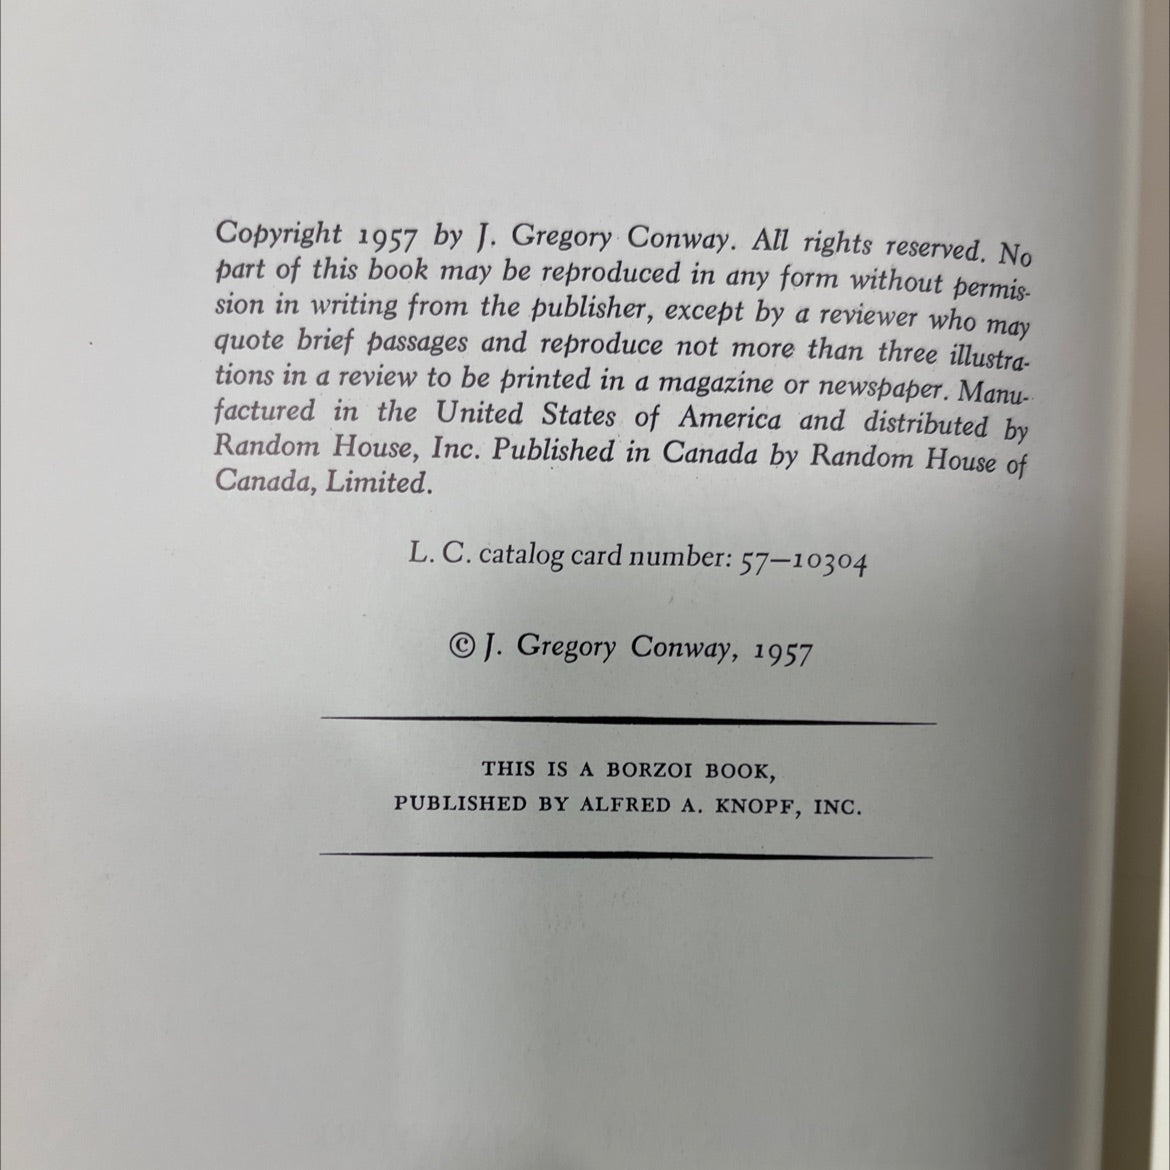 Copyright 1957 by J. Gregory Conway. All rights reserved. No
part of this book may be reproduced in any form without permis-
sion in writing from the publisher, except by a reviewer who may
quote brief passages and reproduce not more than three illustra-
tions in a review to be printed in a magazine or newspaper. Manu-
factured in the United States of America and distributed by
Random House, Inc. Published in Canada by Random House of
Canada, Limited.
L. C. catalog card number: 57–10304
© J. Gregory Conway, 1957
THIS IS A BORZOI BOOK,
PUBLISHED BY ALFRED A. KNOPF, INC.